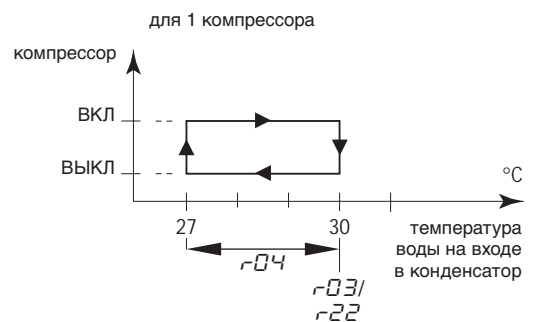 для 1 компрессора
компрессор
ВКЛ
ВЫКЛ
°C
27
30
температура
воды на входе
в конденсатор
r04
r03/
r22